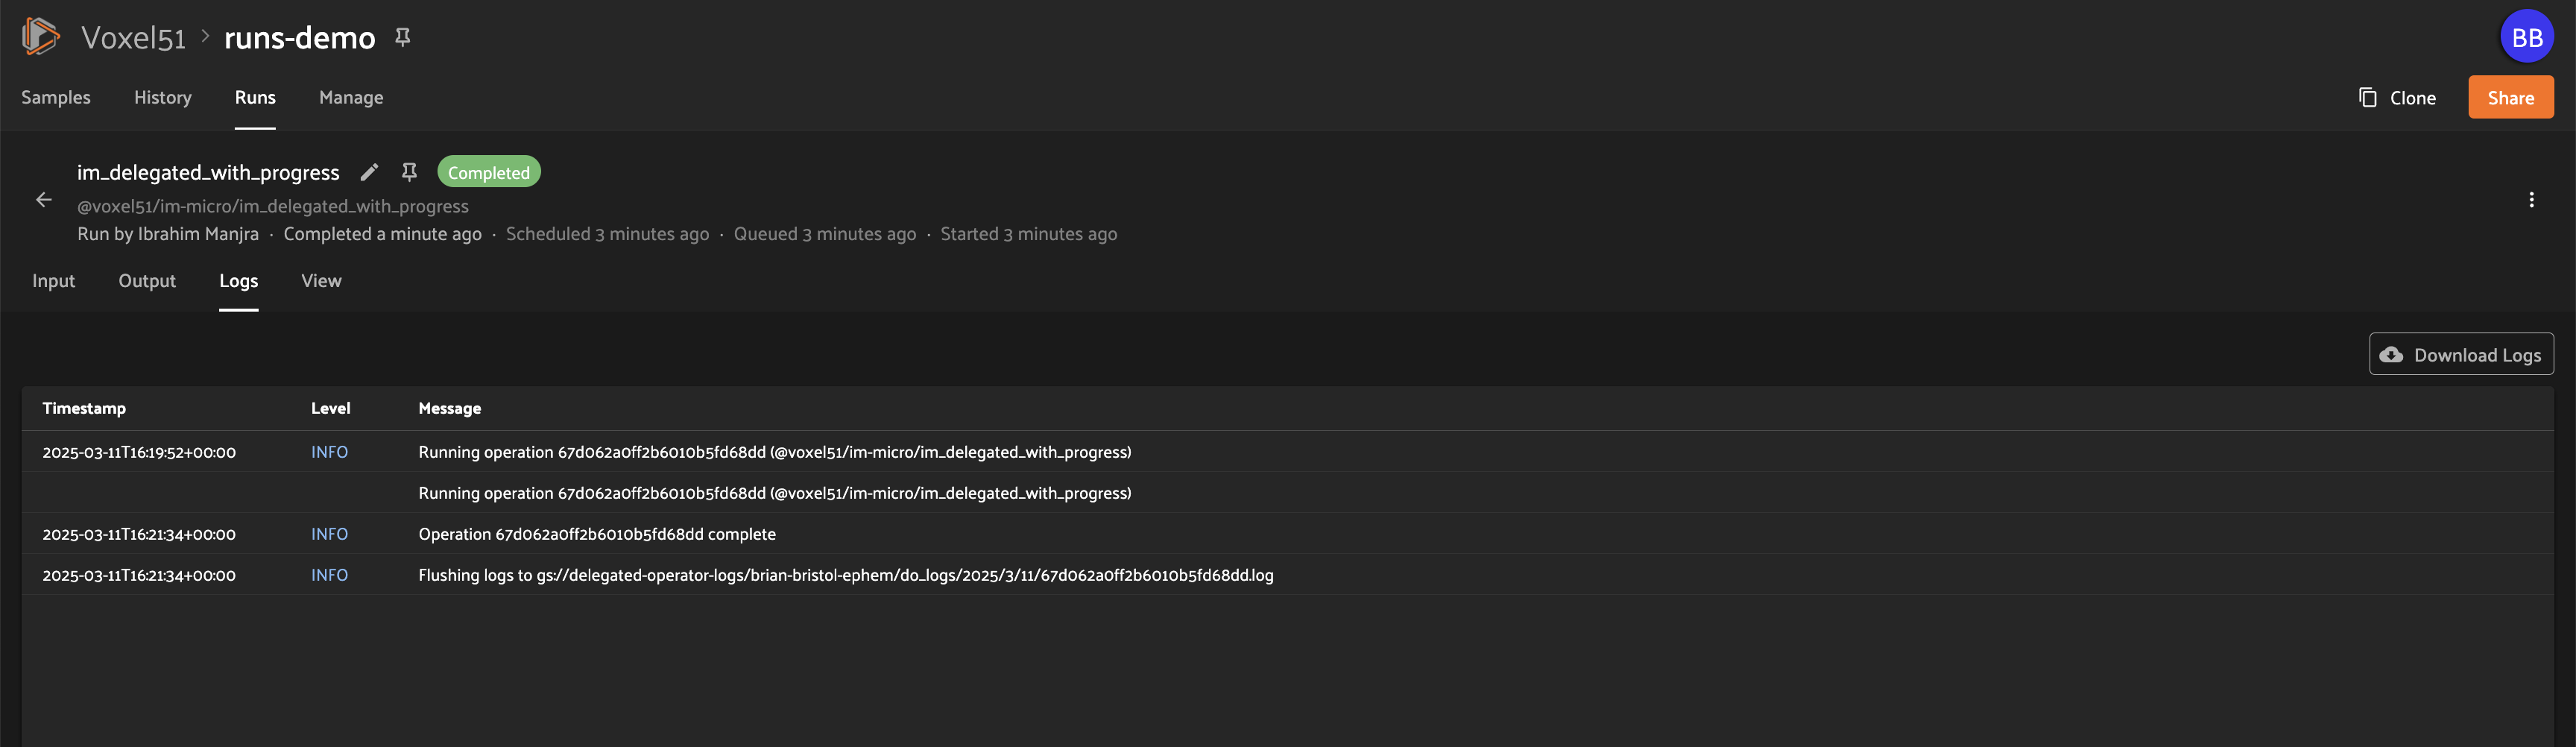 Voxel51 > runs-demo
BB
Samples History Runs Manage
Clone Share
im_delegated_with_progress Completed
@voxel51/im-micro/im_delegated_with_progress
Run by Ibrahim Manjra · Completed a minute ago · Scheduled 3 minutes ago · Queued 3 minutes ago · Started 3 minutes ago
Input Output Logs View
Download Logs
Timestamp Level Message
2025-03-11T16:19:52+00:00 INFO Running operation 67d062a0ff2b6010b5fd68dd (@voxel51/im-micro/im_delegated_with_progress)
Running operation 67d062a0ff2b6010b5fd68dd (@voxel51/im-micro/im_delegated_with_progress)
2025-03-11T16:21:34+00:00 INFO Operation 67d062a0ff2b6010b5fd68dd complete
2025-03-11T16:21:34+00:00 INFO Flushing logs to gs://delegated-operator-logs/brian-bristol-ephem/do_logs/2025/3/11/67d062a0ff2b6010b5fd68dd.log